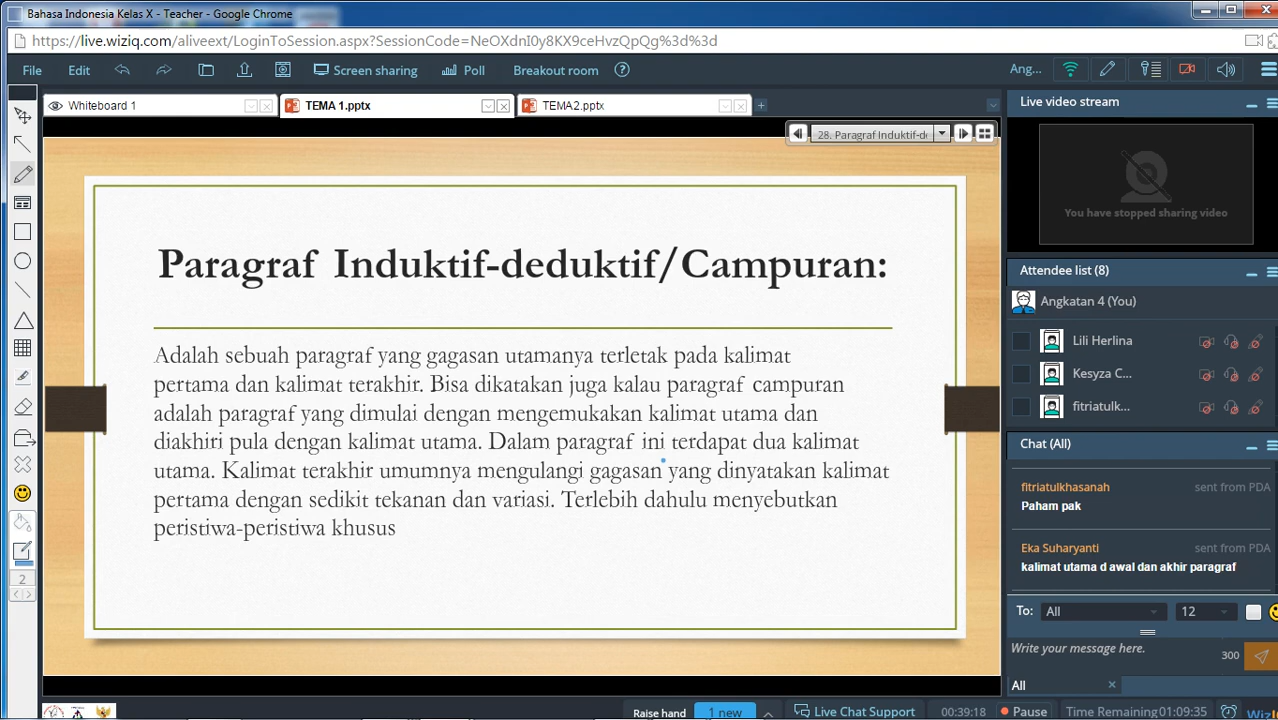 Bahasa Indonesia Kelas X - Teacher - Google Chrome
https://live.wiziq.com/aliveext/LoginToSession.aspx?SessionCode=NeOXdnI0y8KX9ceHvzQpQg%3d%3d
File Edit Screen sharing Poll Breakout room ? Ang...
Whiteboard 1 TEMA 1.pptx TEMA2.pptx +
28. Paragraf Induktif-de
Paragraf Induktif-deduktif/Campuran:
Adalah sebuah paragraf yang gagasan utamanya terletak pada kalimat
pertama dan kalimat terakhir. Bisa dikatakan juga kalau paragraf campuran
adalah paragraf yang dimulai dengan mengemukakan kalimat utama dan
diakhiri pula dengan kalimat utama. Dalam paragraf ini terdapat dua kalimat
utama. Kalimat terakhir umumnya mengulangi gagasan yang dinyatakan kalimat
pertama dengan sedikit tekanan dan variasi. Terlebih dahulu menyebutkan
peristiwa-peristiwa khusus
2
Live video stream
You have stopped sharing video
Attendee list (8)
Angkatan 4 (You)
Lili Herlina
Kesyza C...
fitriatulk...
Chat (All)
fitriatulkhasanah sent from PDA
Paham pak
Eka Suharyanti sent from PDA
kalimat utama d awal dan akhir paragraf
To: All 12
Write your message here. 300
All
Raise hand 1 new Live Chat Support 00:39:18 Pause Time Remaining 01:09:35